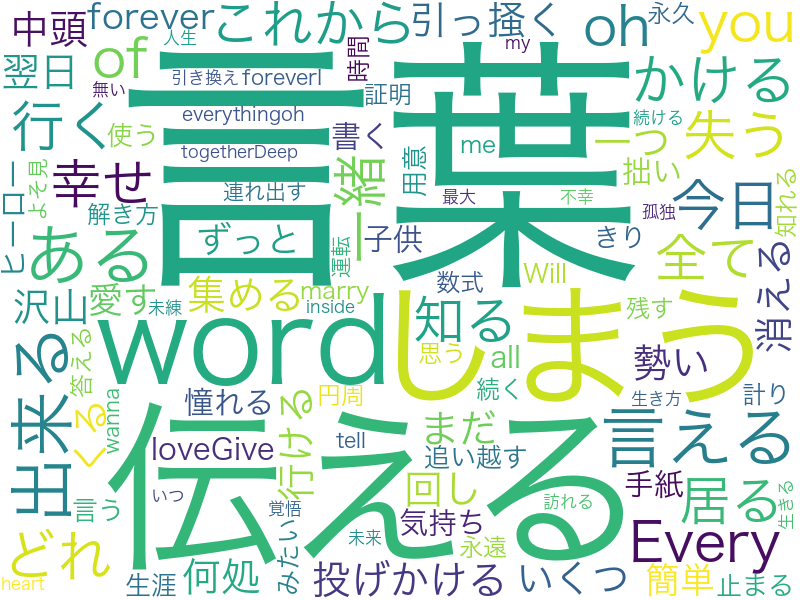 中頭
forever
これから
引っ掻く
oh
永久
you
翌日
of
人生
引き換え
foreverI
無い
時間
my
証明
かける
言葉
everythingoh
続ける
行く
使う
togetherDeep
書く
me
一つ
失う
幸せ
一緒
用意
拙い
よそ見
連れ出す
最大
不幸
知れる
ヒーロー
解き方
ずっと
子供
孤独
きり
今日
ある
運転
全て
沢山
愛す
集める
marry
数式
Will
消える
未練
inside
word
しまう
知る
残す
出来る
答える
憧れる
円周
思う
all
勢い
くる
wanna
続く
生き方
計り
伝える
行ける
まだ
言える
loveGive
tell
追い越す
言う
回し
手紙
居る
いつ
覚悟
気持ち
訪れる
生きる
どれ
みたい
未来
永遠
Every
heart
生涯
何処
投げかける
いくつ
簡単
止まる